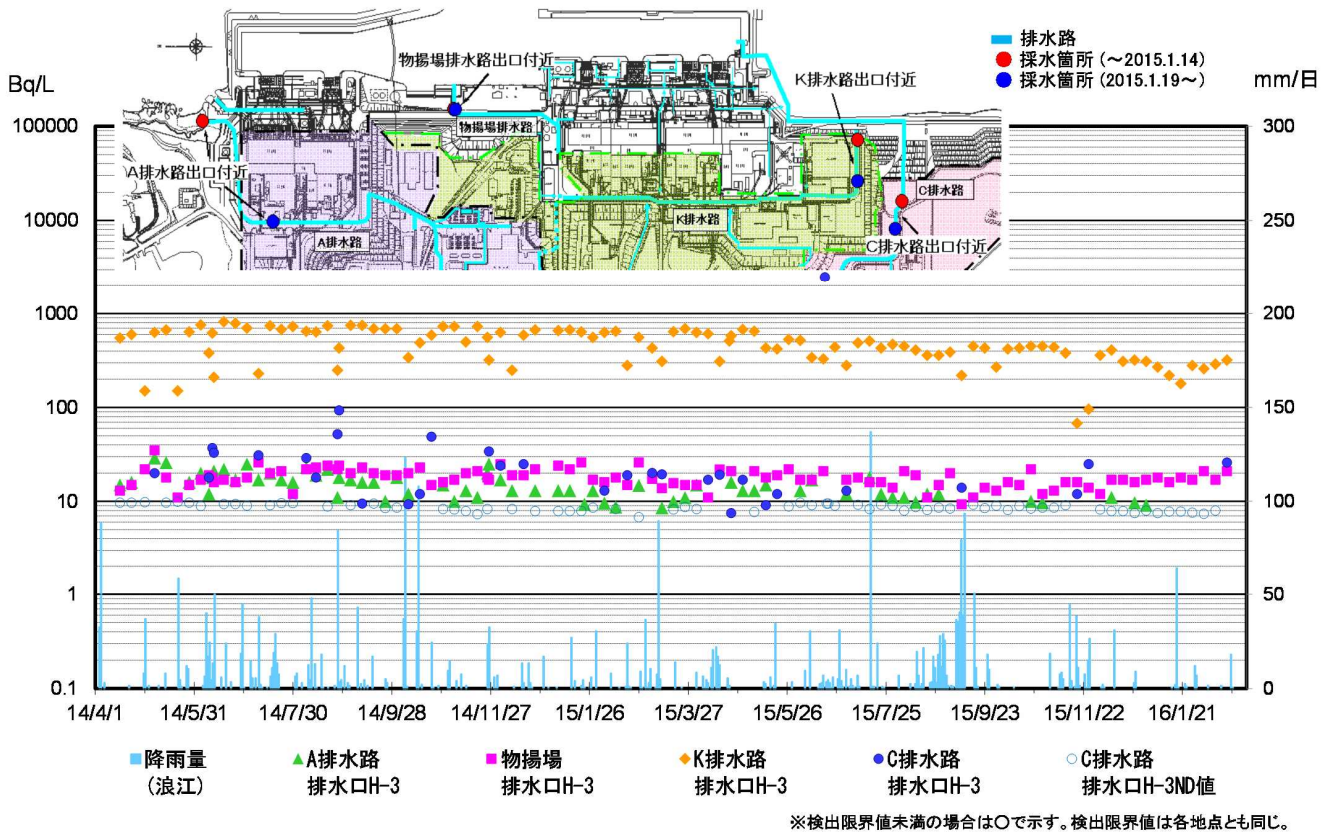 排水路
採水箇所 (～2015.1.14)
採水箇所 (2015.1.19～)
物揚場排水路出口付近
K排水路出口付近
Bq/L
mm/日
物揚場排水路
A排水路出口付近
C排水路
K排水路
A排水路
C排水路出口付近
100000
10000
1000
100
10
1
0.1
300
250
200
150
100
50
0
14/4/1 14/5/31 14/7/30 14/9/28 14/11/27 15/1/26 15/3/27 15/5/26 15/7/25 15/9/23 15/11/22 16/1/21
降雨量
(浪江)
A排水路
排水口H-3
物揚場
排水口H-3
K排水路
排水口H-3
C排水路
排水口H-3
C排水路
排水口H-3ND値
※検出限界値未満の場合は○で示す。検出限界値は各地点とも同じ。